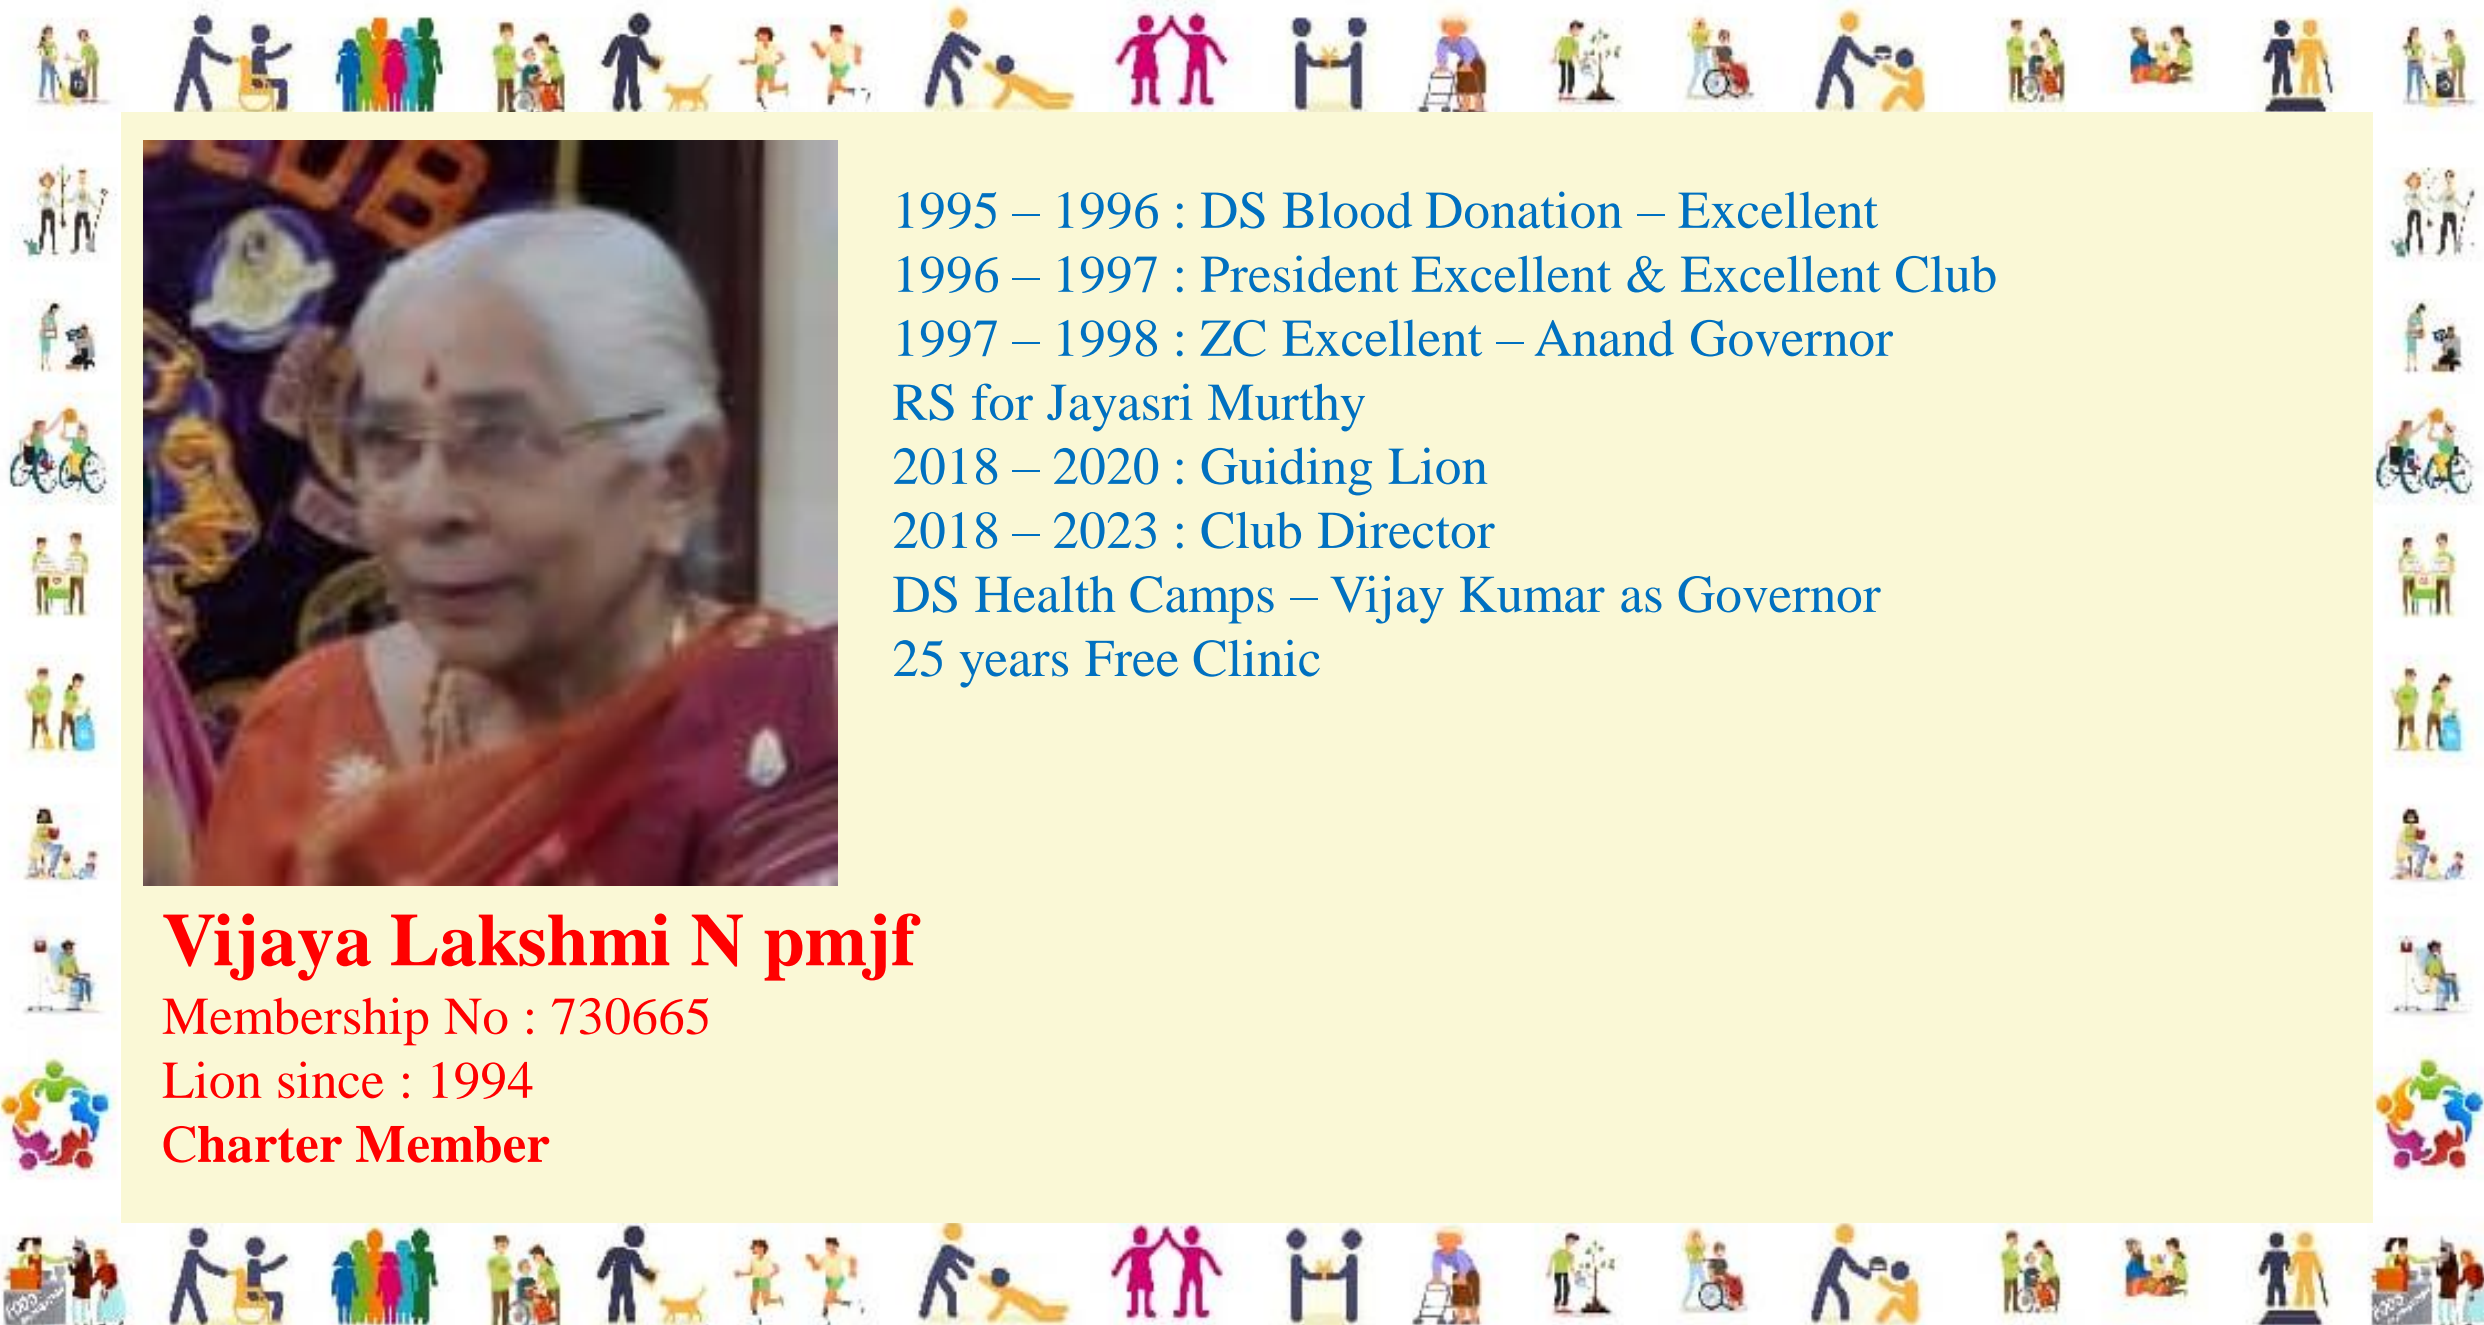 1995 – 1996 : DS Blood Donation – Excellent
1996 – 1997 : President Excellent & Excellent Club
1997 – 1998 : ZC Excellent – Anand Governor
RS for Jayasri Murthy
2018 – 2020 : Guiding Lion
2018 – 2023 : Club Director
DS Health Camps – Vijay Kumar as Governor
25 years Free Clinic
Vijaya Lakshmi N pmjf
Membership No : 730665
Lion since : 1994
Charter Member